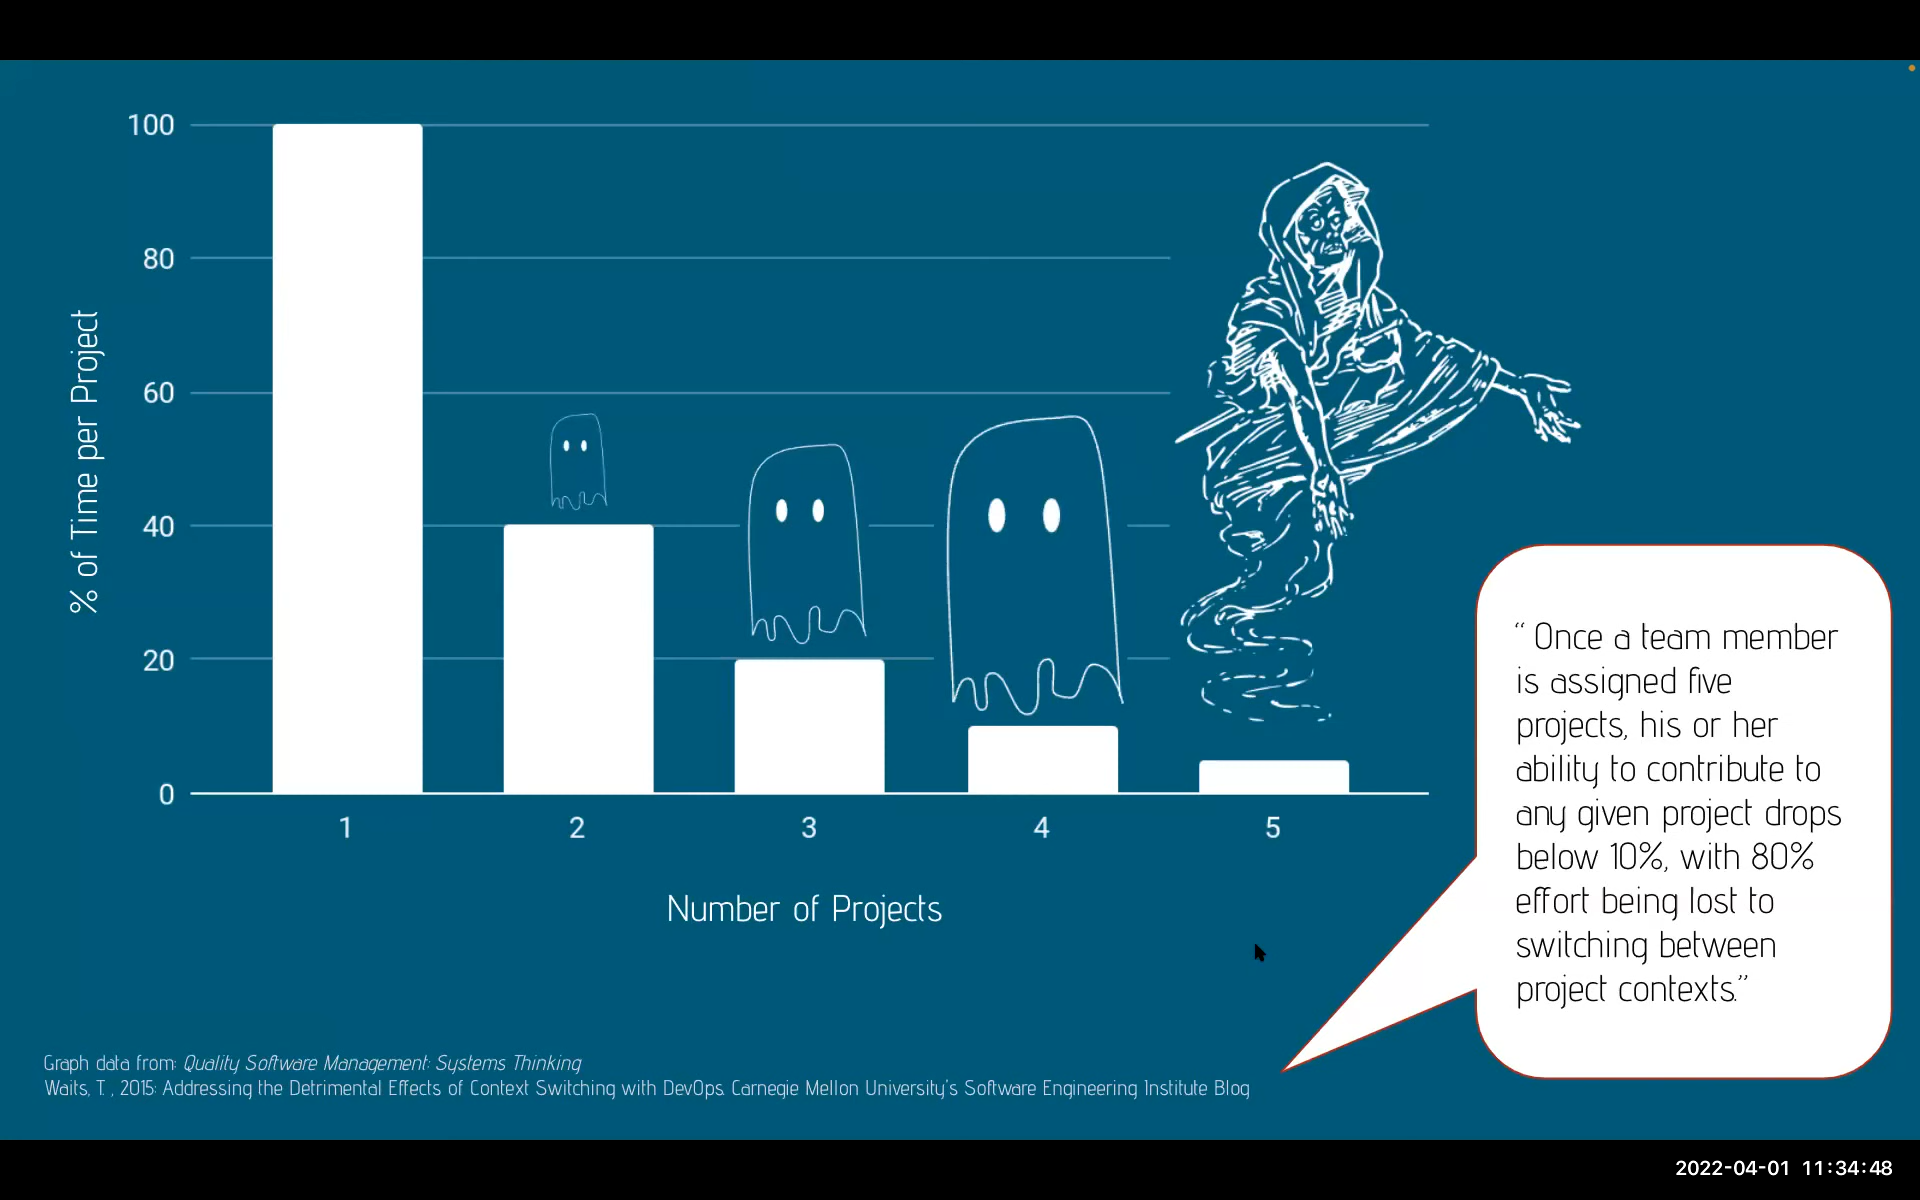 100
80
60
40
20
0
% of Time per Project
1 2 3 4 5
Number of Projects
“ Once a team member
is assigned five
projects, his or her
ability to contribute to
any given project drops
below 10%, with 80%
effort being lost to
switching between
project contexts.”
Graph data from: Quality Software Management: Systems Thinking
Waits, T. , 2015: Addressing the Detrimental Effects of Context Switching with DevOps. Carnegie Mellon University's Software Engineering Institute Blog
2022-04-01 11:34:48